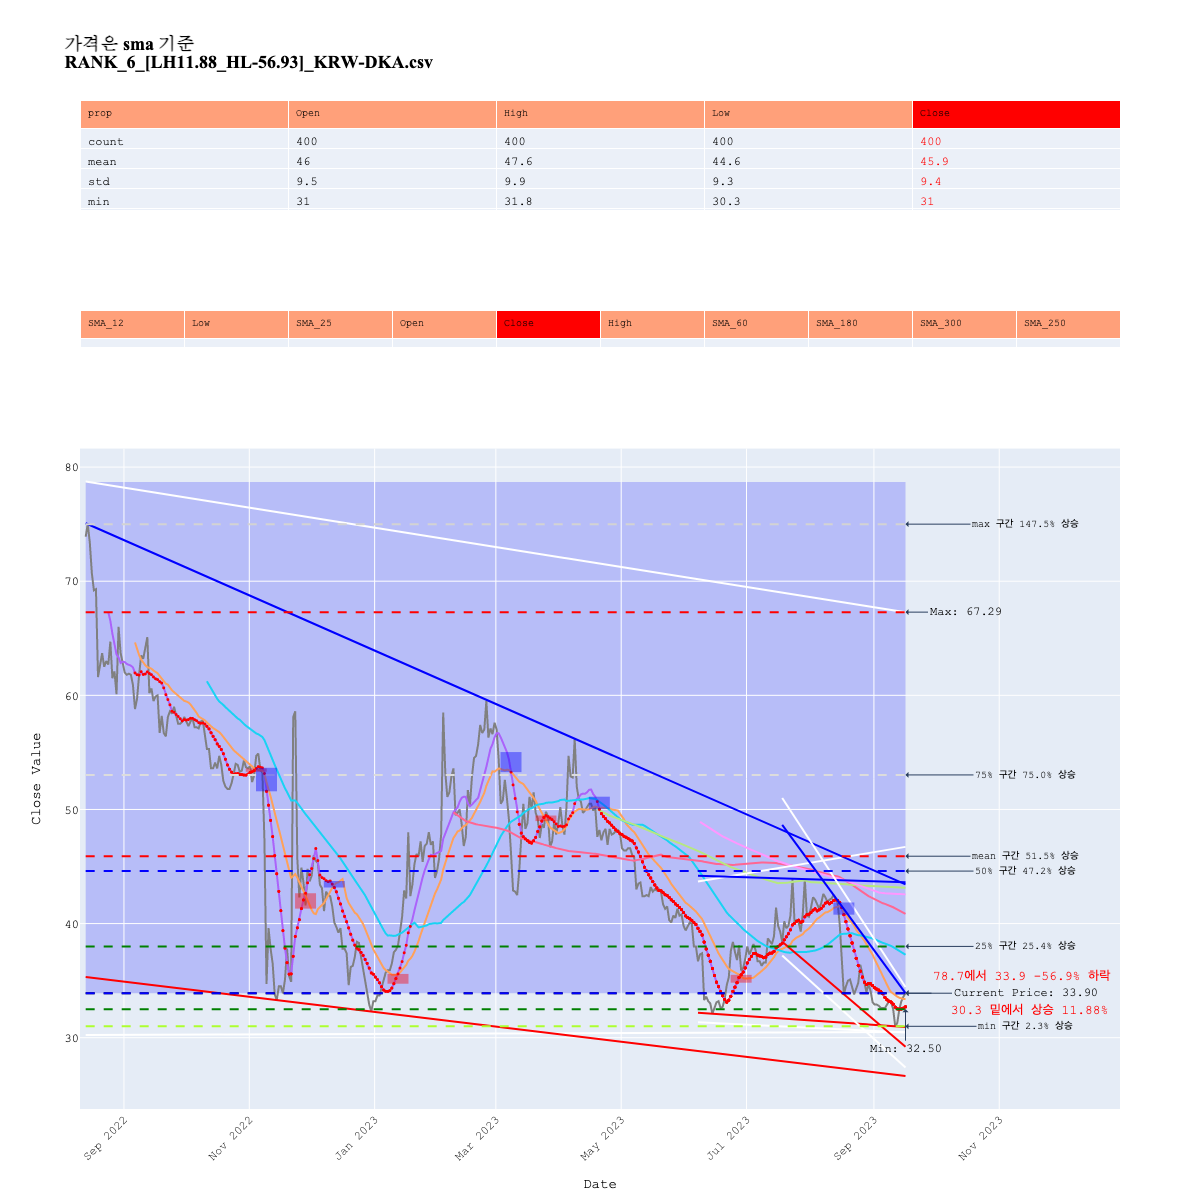 가격은 sma 기준
RANK_6_[LH11.88_HL-56.93]_KRW-DKA.csv
prop Open High Low Close
count 400 400 400 400
mean 46 47.6 44.6 45.9
std 9.5 9.9 9.3 9.4
min 31 31.8 30.3 31
SMA_12 Low SMA_25 Open Close High SMA_60 SMA_180 SMA_300 SMA_250
80
max 구간 147.5% 상승
70
Max: 67.29
60
75% 구간 75.0% 상승
50
mean 구간 51.5% 상승
50% 구간 47.2% 상승
40
25% 구간 25.4% 상승
78.7에서 33.9 -56.9% 하락
Current Price: 33.90
30.3 밑에서 상승 11.88%
min 구간 2.3% 상승
30
Min: 32.50
Close Value
Sep 2022 Nov 2022 Jan 2023 Mar 2023 May 2023 Jul 2023 Sep 2023 Nov 2023
Date